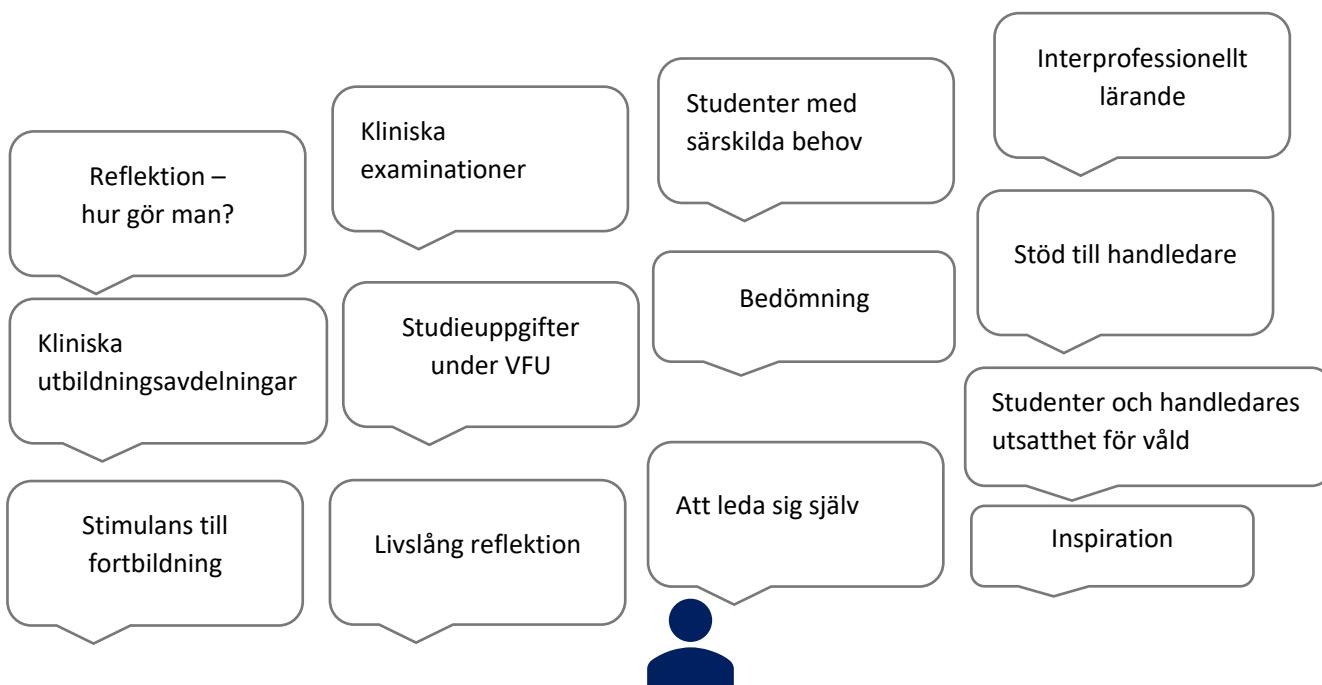 Reflektion –
hur gör man?
Kliniska
utbildningsavdelningar
Stimulans till
fortbildning
Kliniska
examinationer
Studieuppgifter
under VFU
Livslång reflektion
Studenter med
särskilda behov
Bedömning
Att leda sig själv
Interprofessionellt
lärande
Stöd till handledare
Studenter och handledares
utsatthet för våld
Inspiration